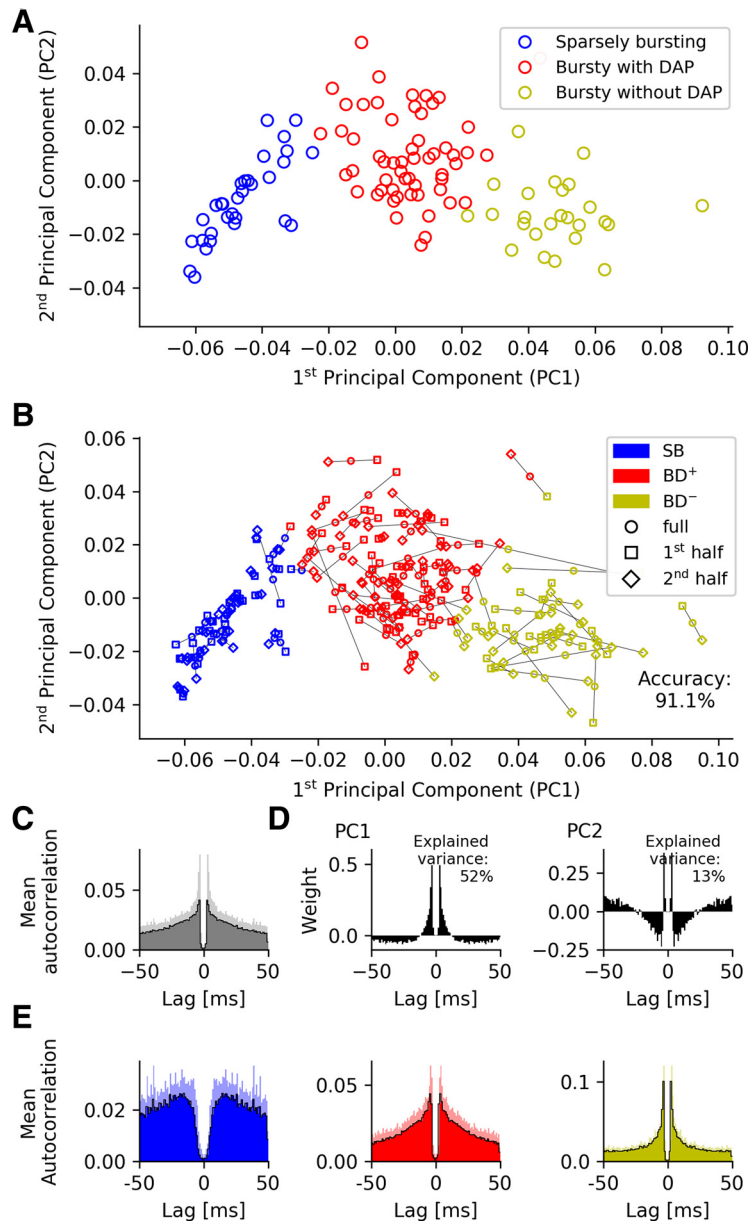 A
2nd Principal Component (PC2)
0.04
0.02
0.00
−0.02
−0.04
Sparsely bursting
Bursty with DAP
Bursty without DAP
−0.06 −0.04 −0.02 0.00 0.02 0.04 0.06 0.08 0.10
1st Principal Component (PC1)
B
2nd Principal Component (PC2)
0.06
0.04
0.02
0.00
−0.02
−0.04
SB
BD+
BD−
full
1st half
2nd half
Accuracy:
91.1%
−0.06 −0.04 −0.02 0.00 0.02 0.04 0.06 0.08 0.10
1st Principal Component (PC1)
C
Mean
autocorrelation
0.05
0.00
-50 0 50
Lag [ms]
D
PC1
Explained
variance:
52%
Weight
0.5
0.0
−50 0 50
Lag [ms]
PC2
Explained
variance:
13%
0.25
0.00
−0.25
−50 0 50
Lag [ms]
E
Mean
Autocorrelation
0.02
0.00
-50 0 50
Lag [ms]
0.05
0.00
-50 0 50
Lag [ms]
0.1
0.0
-50 0 50
Lag [ms]